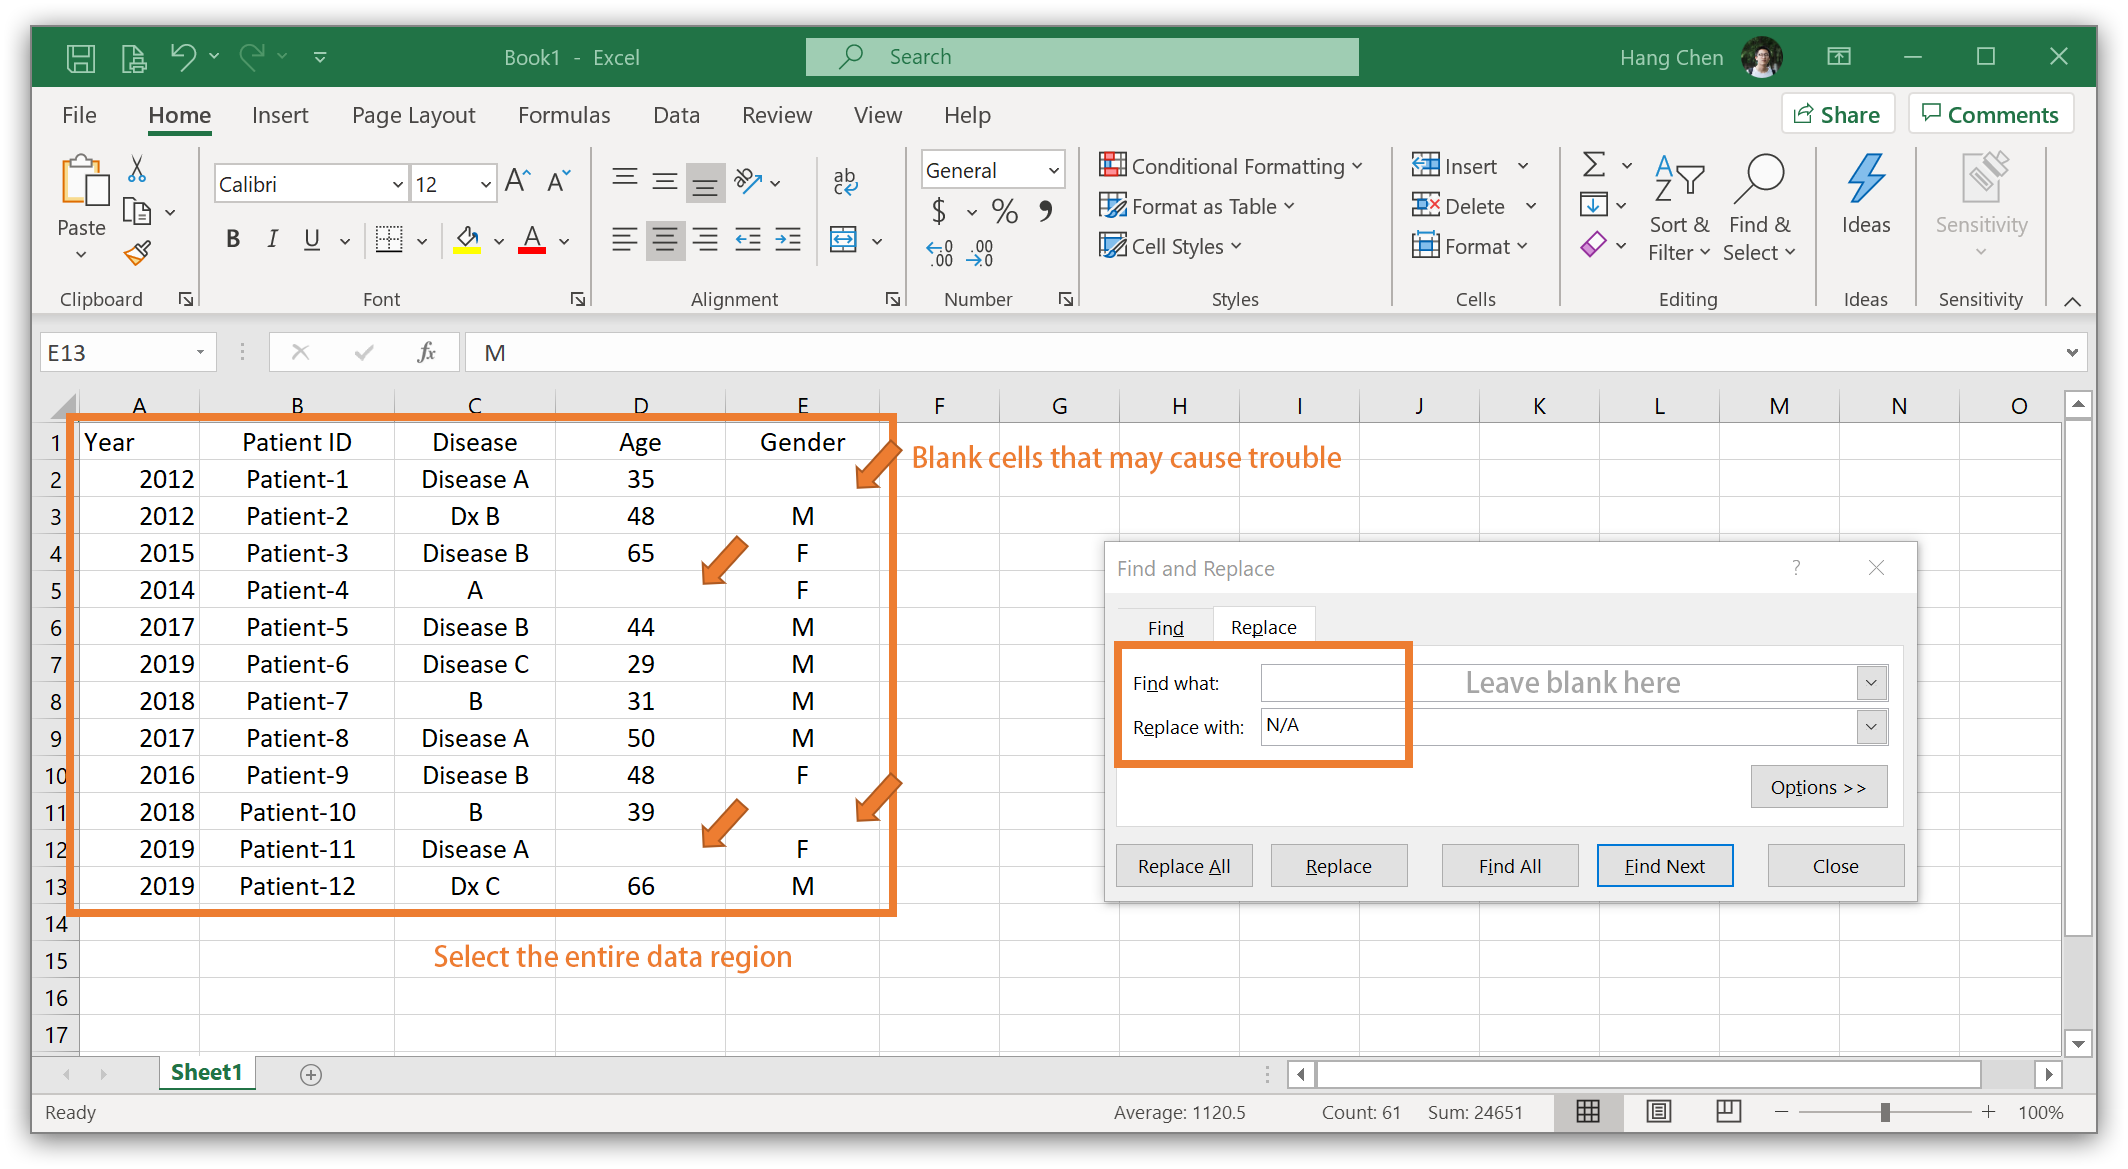 Book1 - Excel
Search
Hang Chen
File Home Insert Page Layout Formulas Data Review View Help
Share Comments
Paste
Clipboard
Calibri 12
B I U A
Font
ab
c
Alignment
General
$ % ,
←0 .00
.00 →0
Number
Conditional Formatting
Format as Table
Cell Styles
Styles
Insert
Delete
Format
Cells
Sort &
Filter
Find &
Select
Editing
Ideas
Ideas
Sensitivity
Sensitivity
E13 fx M
A B C D E F G H I J K L M N O
1 Year Patient ID Disease Age Gender
2 2012 Patient-1 Disease A 35
3 2012 Patient-2 Dx B 48 M
4 2015 Patient-3 Disease B 65 F
5 2014 Patient-4 A F
6 2017 Patient-5 Disease B 44 M
7 2019 Patient-6 Disease C 29 M
8 2018 Patient-7 B 31 M
9 2017 Patient-8 Disease A 50 M
10 2016 Patient-9 Disease B 48 F
11 2018 Patient-10 B 39
12 2019 Patient-11 Disease A F
13 2019 Patient-12 Dx C 66 M
14
15
16
17
Blank cells that may cause trouble
Select the entire data region
Find and Replace ?
Find Replace
Find what: Leave blank here
Replace with: N/A
Options >>
Replace All Replace Find All Find Next Close
Sheet1
Ready Average: 1120.5 Count: 61 Sum: 24651 100%